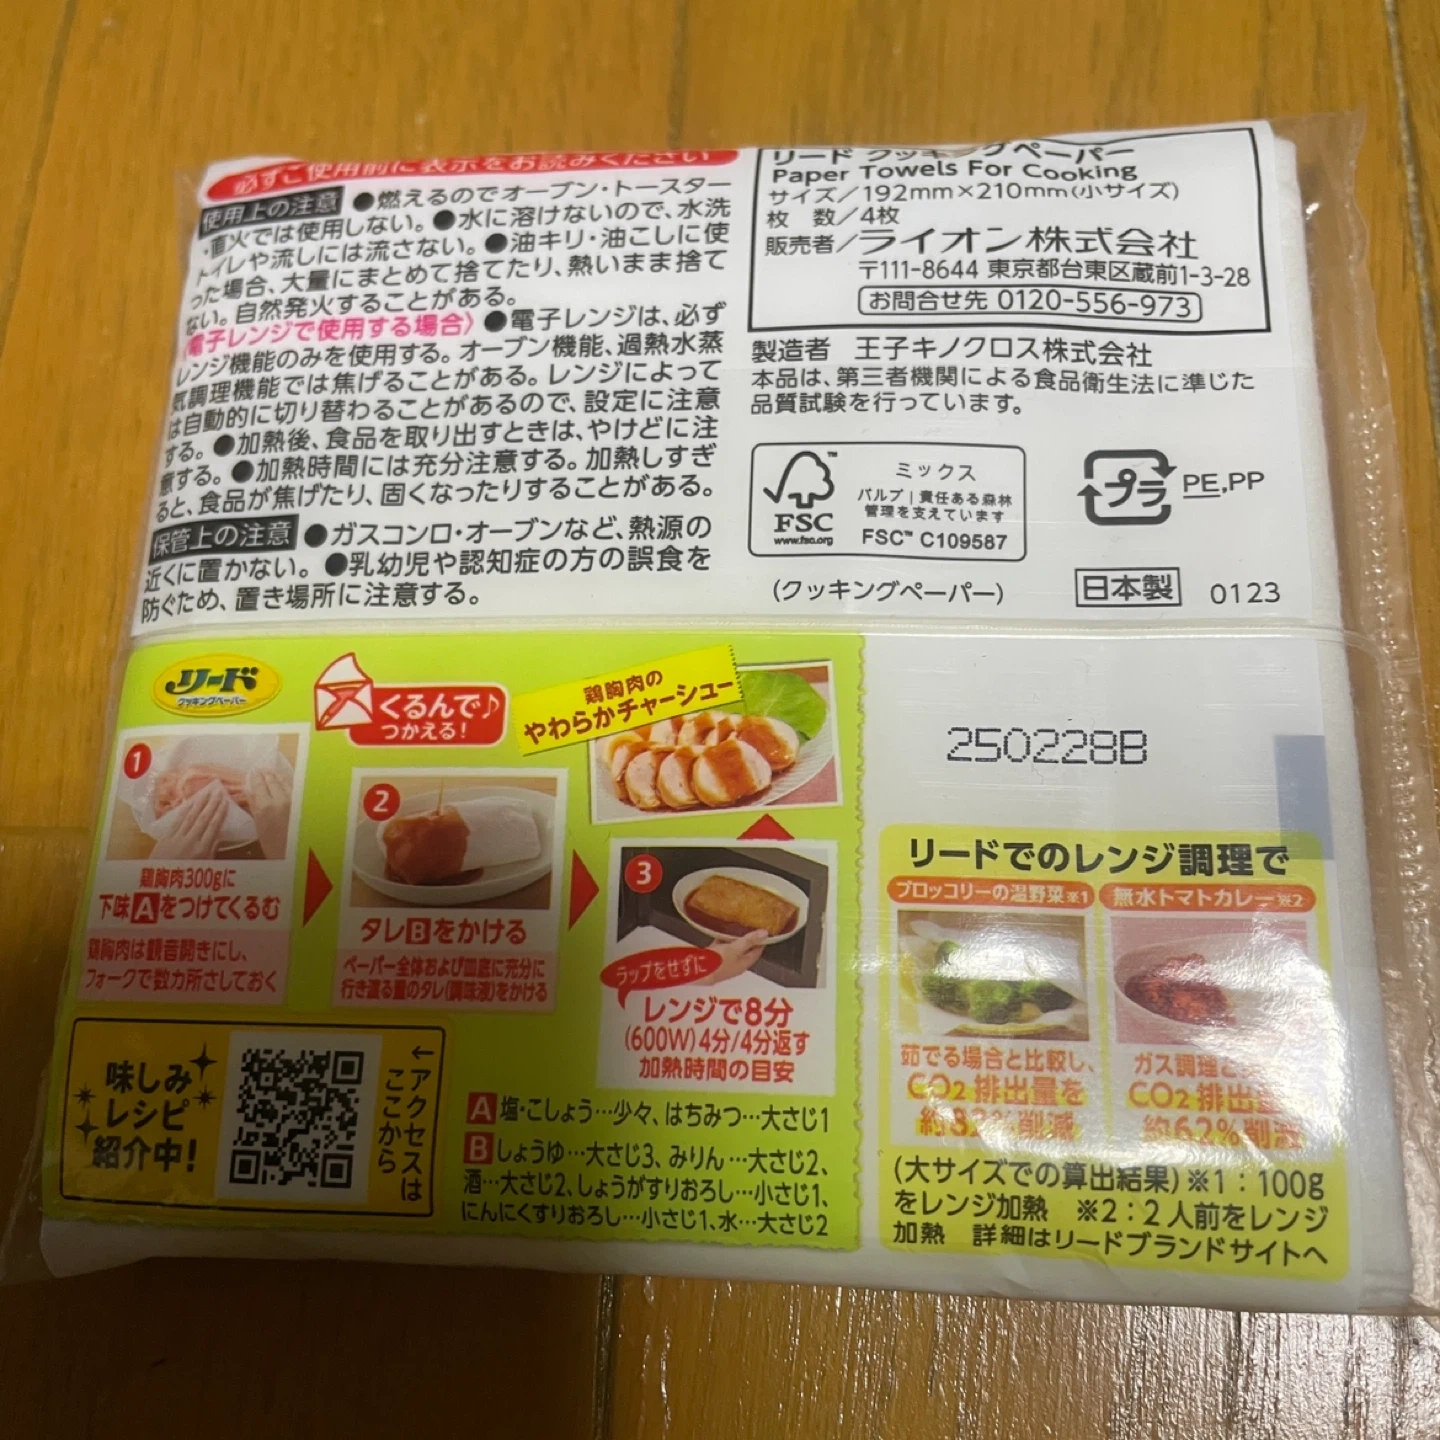 必ずご使用前に表示をお読みください
使用上の注意 ●燃えるのでオーブン・トースター
・直火では使用しない。●水に溶けないので、水洗
トイレや流しには流さない。●油キリ・油こしに使
った場合、大量にまとめて捨てたり、熱いまま捨て
ない。自然発火することがある。
〈電子レンジで使用する場合〉●電子レンジは、必ず
レンジ機能のみを使用する。オーブン機能、過熱水蒸
気調理機能では焦げることがある。レンジによって
は自動的に切り替わることがあるので、設定に注意
する。●加熱後、食品を取り出すときは、やけどに注
意する。●加熱時間には充分注意する。加熱しすぎ
ると、食品が焦げたり、固くなったりすることがある。
保管上の注意 ●ガスコンロ・オーブンなど、熱源の
近くに置かない。●乳幼児や認知症の方の誤食を
防ぐため、置き場所に注意する。
リード クッキングペーパー
Paper Towels For Cooking
サイズ/192mm×210mm(小サイズ)
枚 数/4枚
販売者/ライオン株式会社
〒111-8644 東京都台東区蔵前1-3-28
お問合せ先 0120-556-973
製造者 王子キノクロス株式会社
本品は、第三者機関による食品衛生法に準じた
品質試験を行っています。
FSC
www.fsc.org
ミックス
パルプ|責任ある森林
管理を支えています
FSC™ C109587
プラ PE,PP
(クッキングペーパー)
日本製 0123
リード
クッキングペーパー
くるんで♪
つかえる!
鶏胸肉の
やわらかチャーシュー
1
鶏胸肉300gに
下味Aをつけてくるむ
鶏胸肉は観音開きにし、
フォークで数カ所さしておく
2
タレBをかける
ペーパー全体および皿底に充分に
行き渡る量のタレ(調味液)をかける
3
ラップをせずに
レンジで8分
(600W)4分/4分返す
加熱時間の目安
A 塩・こしょう…少々、はちみつ…大さじ1
B しょうゆ…大さじ3、みりん…大さじ2、
酒…大さじ2、しょうがすりおろし…小さじ1、
にんにくすりおろし…小さじ1、水…大さじ2
味しみ
レシピ
紹介中!
←アクセスは
ここから
250228B
リードでのレンジ調理で
ブロッコリーの温野菜※1
茹でる場合と比較し、
CO2排出量を
削減
無水トマトカレー※2
ガス調理と
CO2排出
約62%削減
(大サイズでの算出結果)※1:100g
をレンジ加熱 ※2:2人前をレンジ
加熱 詳細はリードブランドサイトへ